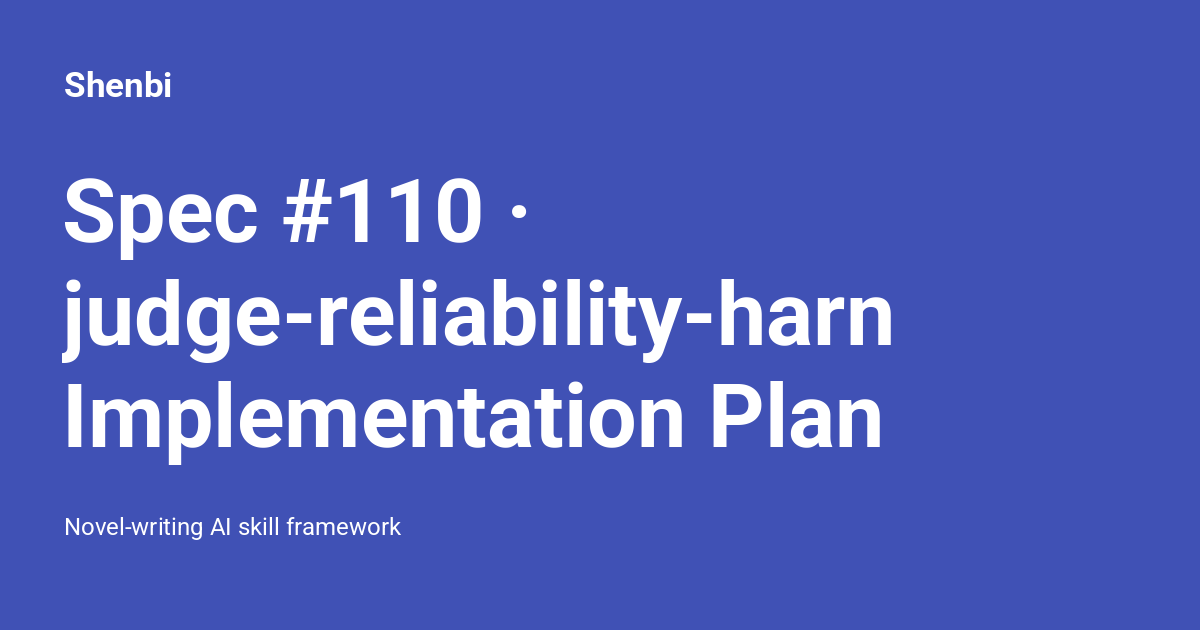 Shenbi
Spec #110 ·
judge-reliability-harn
Implementation Plan
Novel-writing AI skill framework